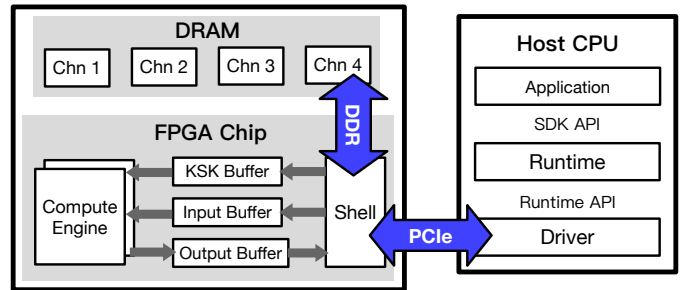 DRAM
Chn 1
Chn 2
Chn 3
Chn 4
DDR
FPGA Chip
KSK Buffer
Input Buffer
Output Buffer
Compute
Engine
Shell
PCIe
Host CPU
Application
SDK API
Runtime
Runtime API
Driver